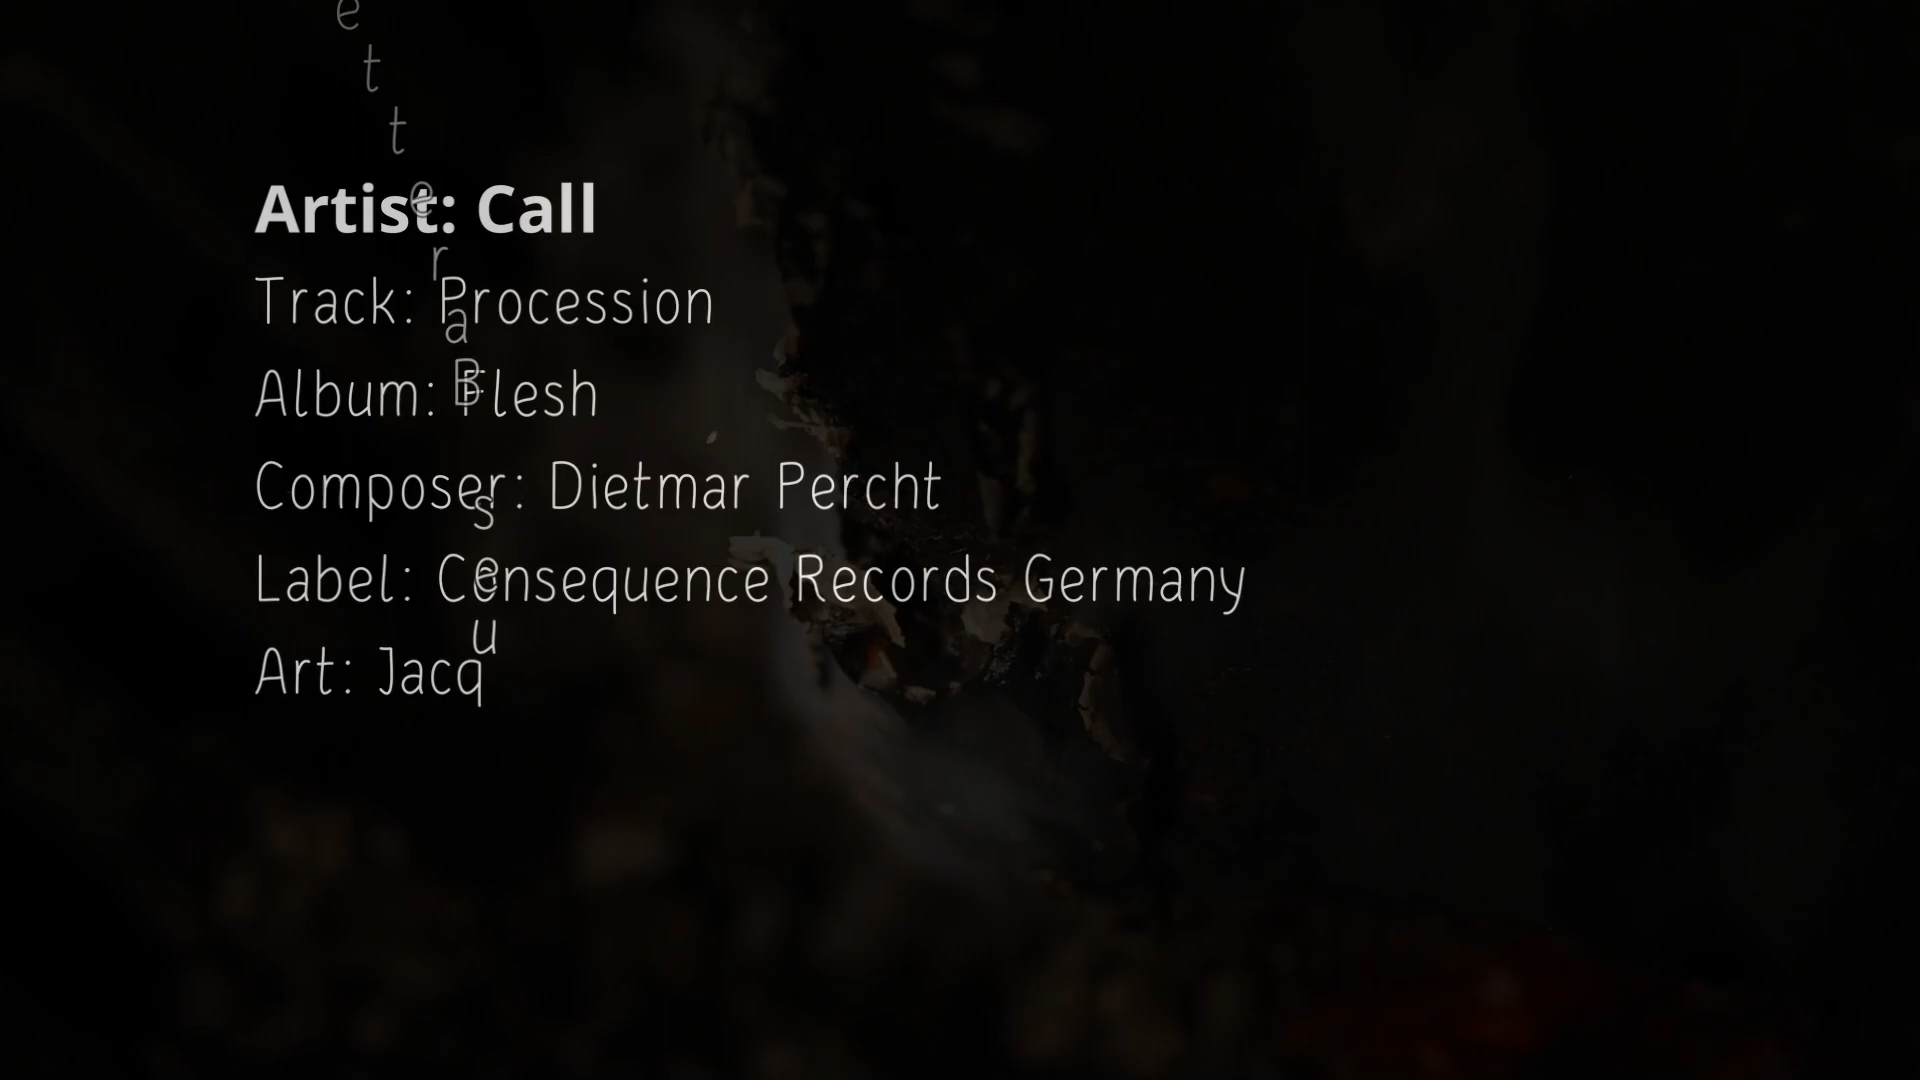 Artist: Call
Track: Procession
Album: Flesh
Composer: Dietmar Percht
Label: Consequence Records Germany
Art: Jacq
u
e
s
B
a
r
e
t
t
e